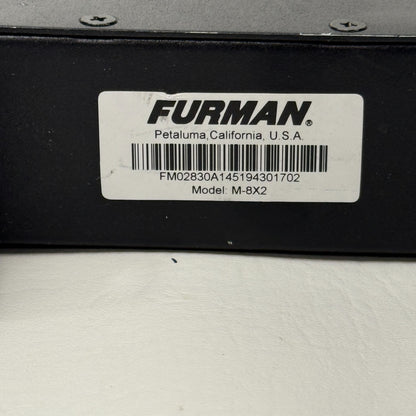 FURMAN®
Petaluma,California, U.S.A.
FM02830A145194301702
Model: M-8X2